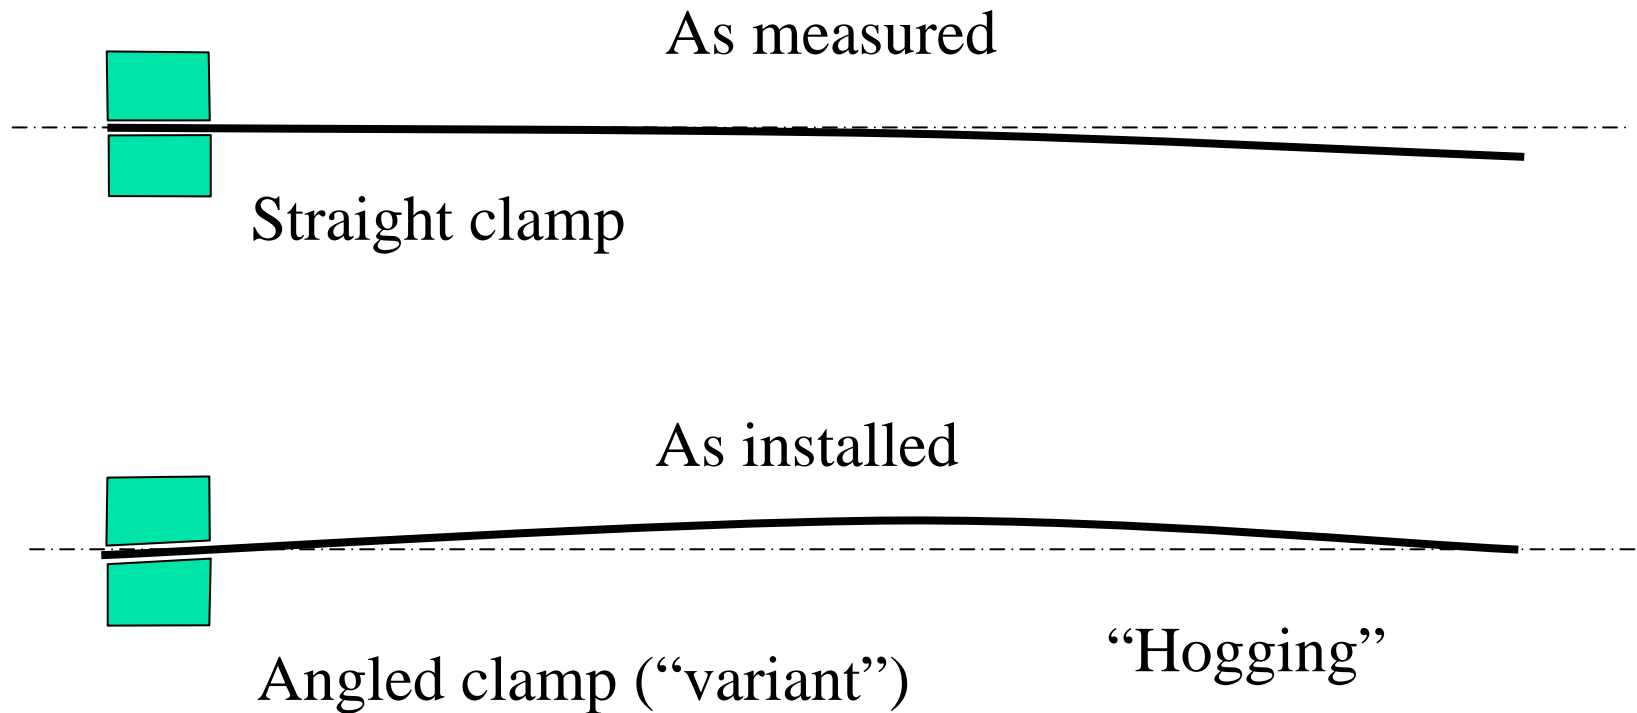 As measured
Straight clamp
As installed
“Hogging”
Angled clamp (“variant”)